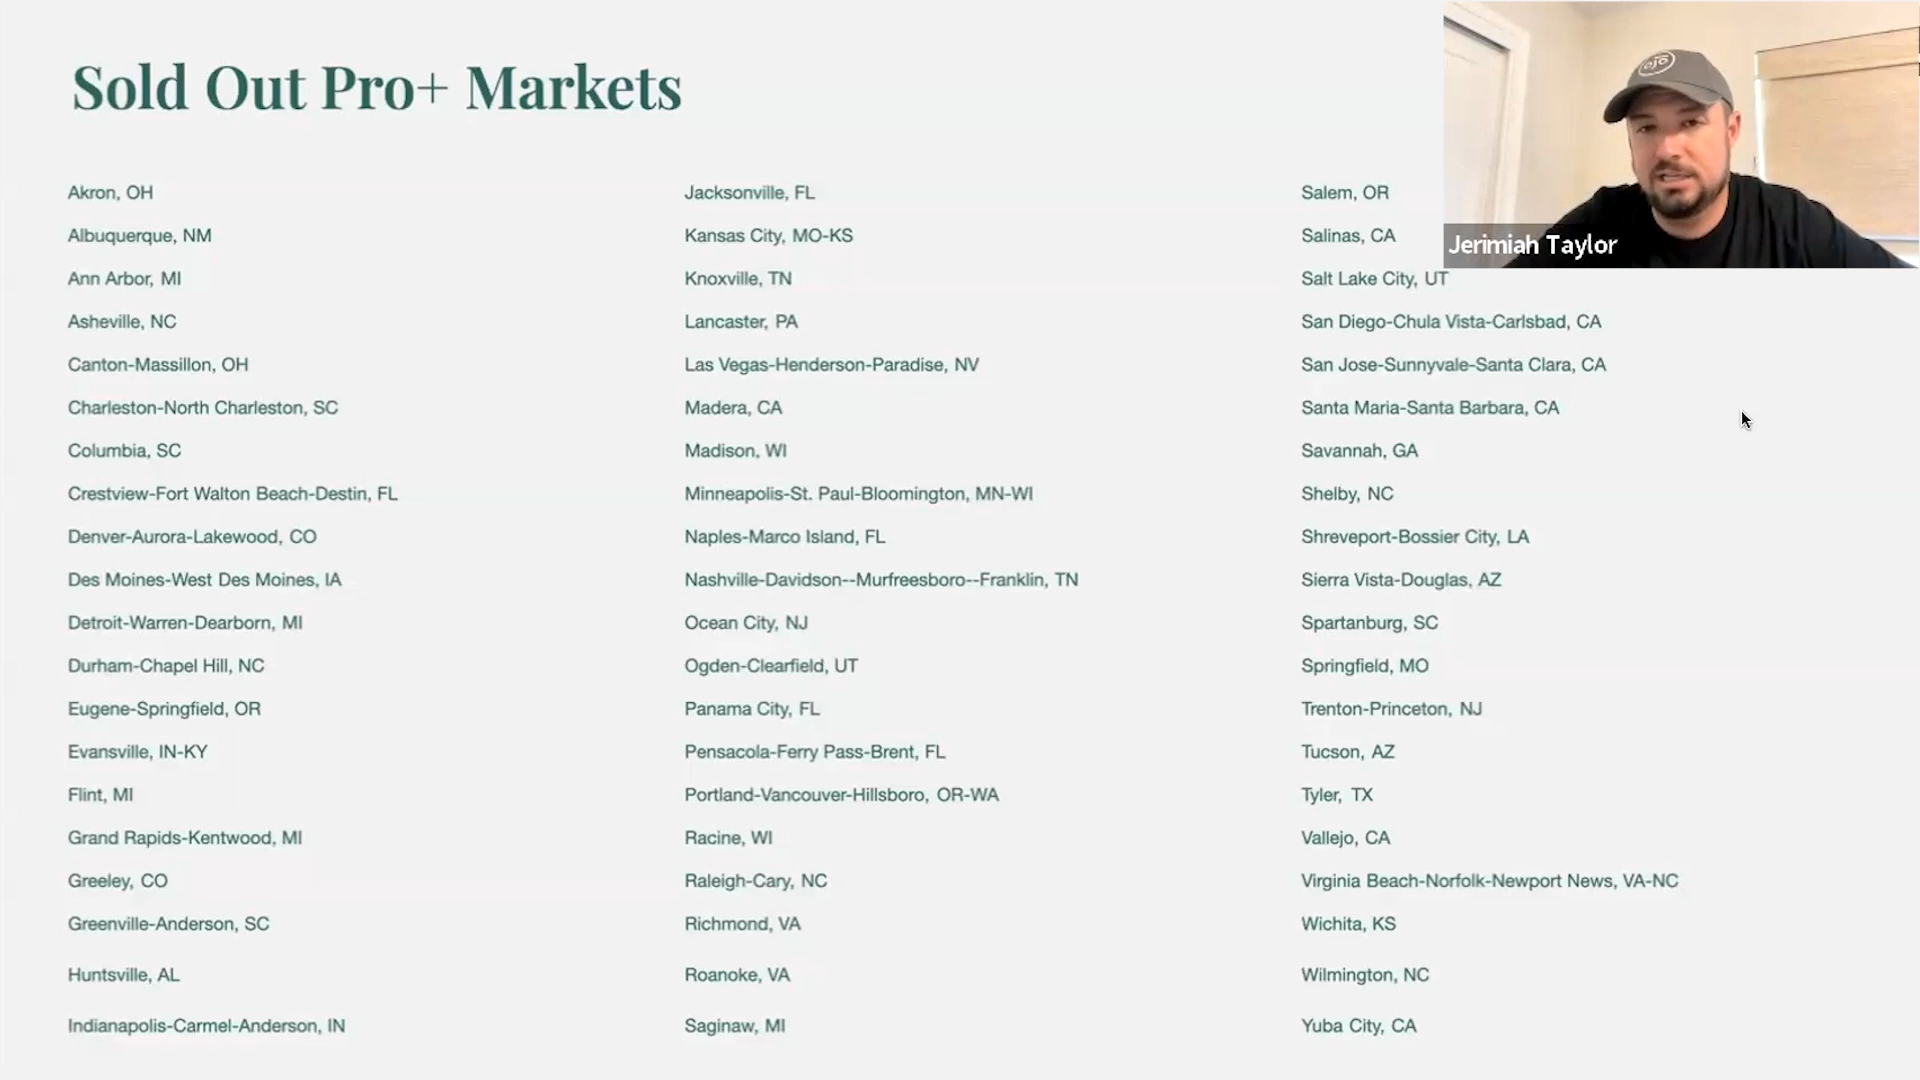 Sold Out Pro+ Markets
Akron, OH
Albuquerque, NM
Ann Arbor, MI
Asheville, NC
Canton-Massillon, OH
Charleston-North Charleston, SC
Columbia, SC
Crestview-Fort Walton Beach-Destin, FL
Denver-Aurora-Lakewood, CO
Des Moines-West Des Moines, IA
Detroit-Warren-Dearborn, MI
Durham-Chapel Hill, NC
Eugene-Springfield, OR
Evansville, IN-KY
Flint, MI
Grand Rapids-Kentwood, MI
Greeley, CO
Greenville-Anderson, SC
Huntsville, AL
Indianapolis-Carmel-Anderson, IN
Jacksonville, FL
Kansas City, MO-KS
Knoxville, TN
Lancaster, PA
Las Vegas-Henderson-Paradise, NV
Madera, CA
Madison, WI
Minneapolis-St. Paul-Bloomington, MN-WI
Naples-Marco Island, FL
Nashville-Davidson--Murfreesboro--Franklin, TN
Ocean City, NJ
Ogden-Clearfield, UT
Panama City, FL
Pensacola-Ferry Pass-Brent, FL
Portland-Vancouver-Hillsboro, OR-WA
Racine, WI
Raleigh-Cary, NC
Richmond, VA
Roanoke, VA
Saginaw, MI
Salem, OR
Salinas, CA
Salt Lake City, UT
San Diego-Chula Vista-Carlsbad, CA
San Jose-Sunnyvale-Santa Clara, CA
Santa Maria-Santa Barbara, CA
Savannah, GA
Shelby, NC
Shreveport-Bossier City, LA
Sierra Vista-Douglas, AZ
Spartanburg, SC
Springfield, MO
Trenton-Princeton, NJ
Tucson, AZ
Tyler, TX
Vallejo, CA
Virginia Beach-Norfolk-Newport News, VA-NC
Wichita, KS
Wilmington, NC
Yuba City, CA
ojo
Jerimiah Taylor